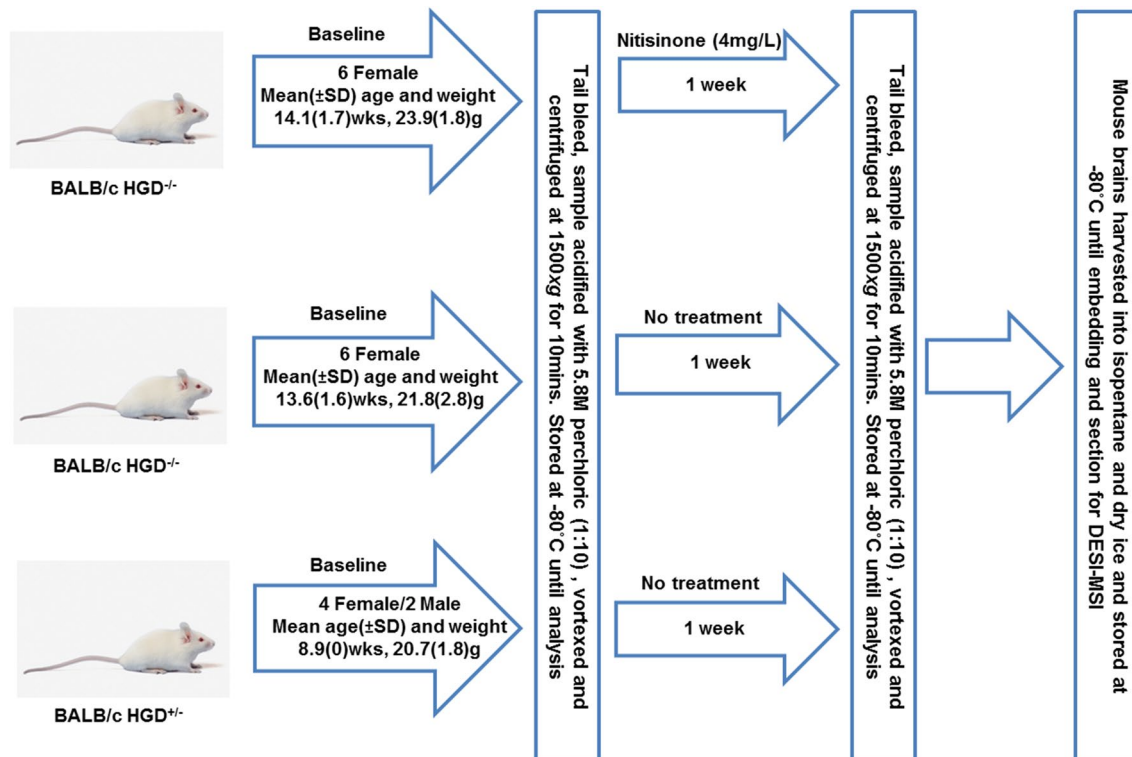 Baseline
6 Female
Mean(±SD) age and weight
14.1(1.7)wks, 23.9(1.8)g
BALB/c HGD-/-
Baseline
6 Female
Mean(±SD) age and weight
13.6(1.6)wks, 21.8(2.8)g
BALB/c HGD-/-
Baseline
4 Female/2 Male
Mean age(±SD) and weight
8.9(0)wks, 20.7(1.8)g
BALB/c HGD+/-
Tail bleed, sample acidified with 5.8M perchloric (1:10) , vortexed and
centrifuged at 1500xg for 10mins. Stored at -80°C until analysis
Nitisinone (4mg/L)
1 week
No treatment
1 week
No treatment
1 week
Tail bleed, sample acidified with 5.8M perchloric (1:10) , vortexed and
centrifuged at 1500xg for 10mins. Stored at -80°C until analysis
Mouse brains harvested into isopentane and dry ice and stored at
-80°C until embedding and section for DESI-MSI